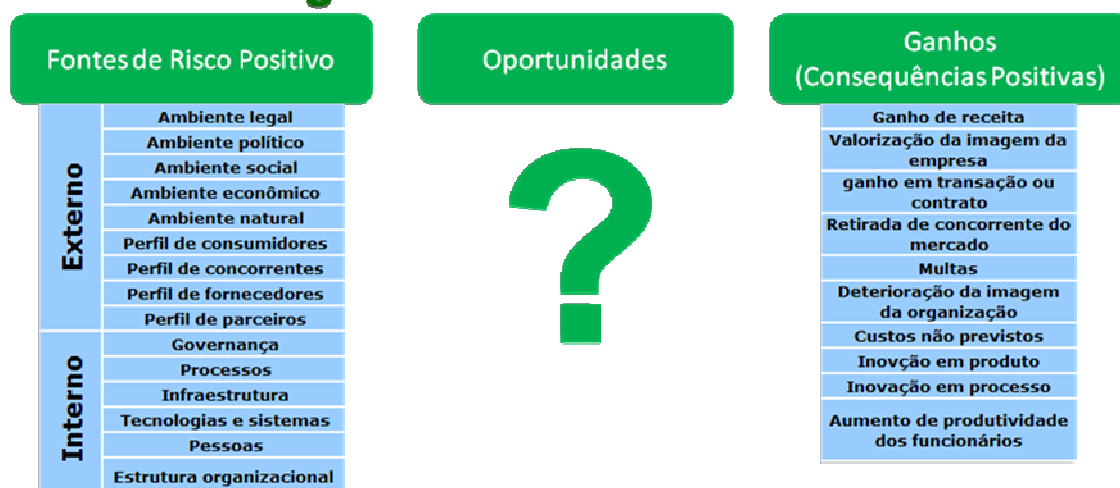 Fontes de Risco Positivo
Externo
Ambiente legal
Ambiente político
Ambiente social
Ambiente econômico
Ambiente natural
Perfil de consumidores
Perfil de concorrentes
Perfil de fornecedores
Perfil de parceiros
Interno
Governança
Processos
Infraestrutura
Tecnologias e sistemas
Pessoas
Estrutura organizacional
Oportunidades
?
Ganhos
(Consequências Positivas)
Ganho de receita
Valorização da imagem da
empresa
ganho em transação ou
contrato
Retirada de concorrente do
mercado
Multas
Deterioração da imagem
da organização
Custos não previstos
Inovção em produto
Inovação em processo
Aumento de produtividade
dos funcionários